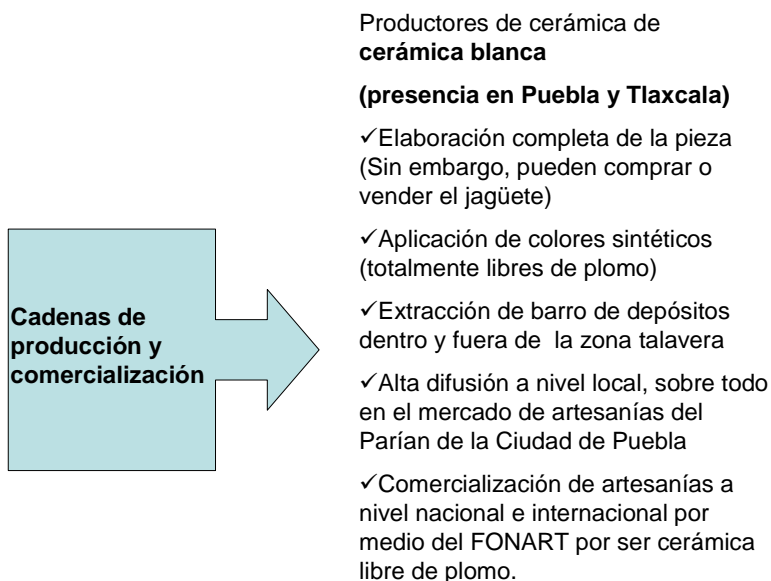 Productores de cerámica de
cerámica blanca
(presencia en Puebla y Tlaxcala)
✓Elaboración completa de la pieza
(Sin embargo, pueden comprar o
vender el jagüete)
✓Aplicación de colores sintéticos
(totalmente libres de plomo)
✓Extracción de barro de depósitos
dentro y fuera de la zona talavera
✓Alta difusión a nivel local, sobre todo
en el mercado de artesanías del
Parían de la Ciudad de Puebla
✓Comercialización de artesanías a
nivel nacional e internacional por
medio del FONART por ser cerámica
libre de plomo.
Cadenas de
producción y
comercialización